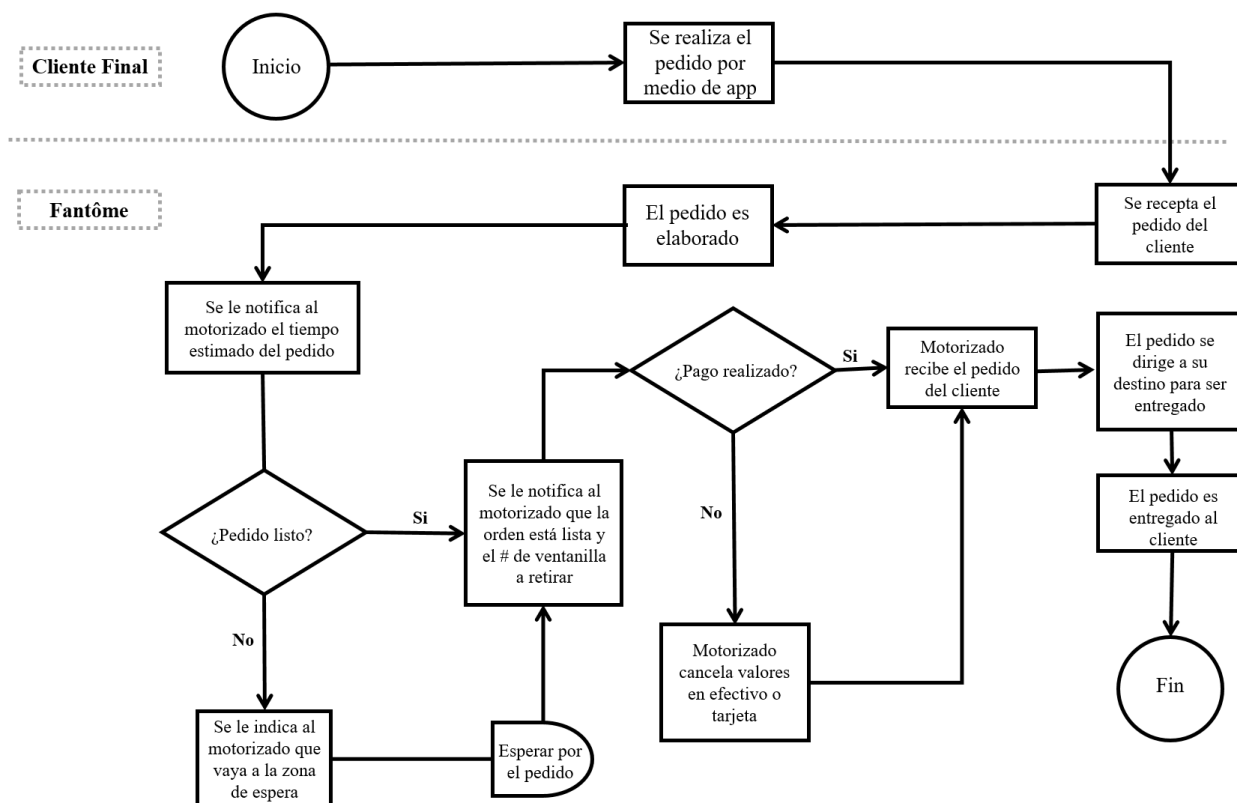 Cliente Final
Inicio
Se realiza el
pedido por
medio de app
Fantôme
Se recepta el
pedido del
cliente
El pedido es
elaborado
Se le notifica al
motorizado el tiempo
estimado del pedido
¿Pedido listo?
Si
No
Se le indica al
motorizado que
vaya a la zona
de espera
Esperar por
el pedido
Se le notifica al
motorizado que la
orden está lista y
el # de ventanilla
a retirar
¿Pago realizado?
Si
No
Motorizado
cancela valores
en efectivo o
tarjeta
Motorizado
recibe el pedido
del cliente
El pedido se
dirige a su
destino para ser
entregado
El pedido es
entregado al
cliente
Fin